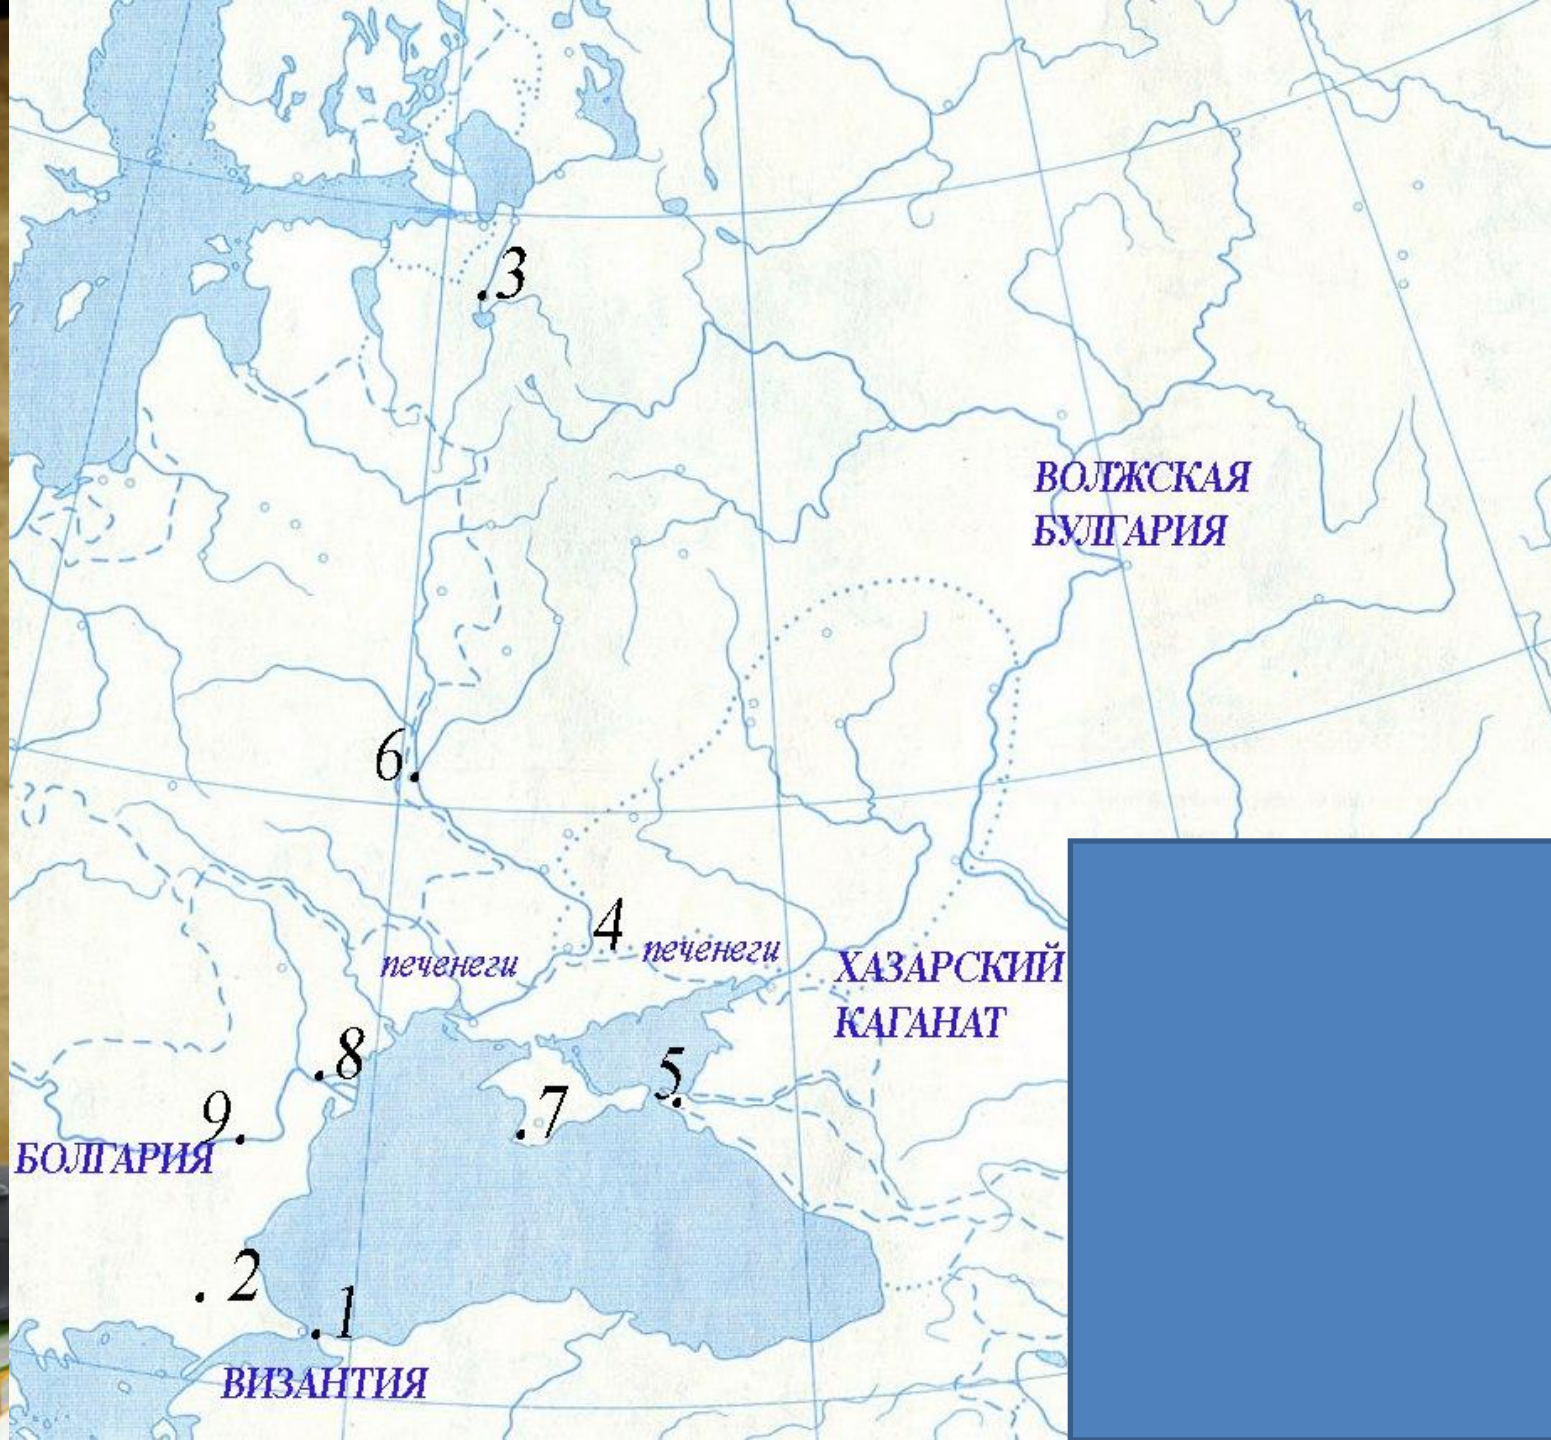 .3
ВОЛЖСКАЯ
БУЛГАРИЯ
6.
4
печенеги
печенеги
ХАЗАРСКИЙ
КАГАНАТ
.8
5.
9.
.7
БОЛГАРИЯ
. 2
.1
ВИЗАНТИЯ